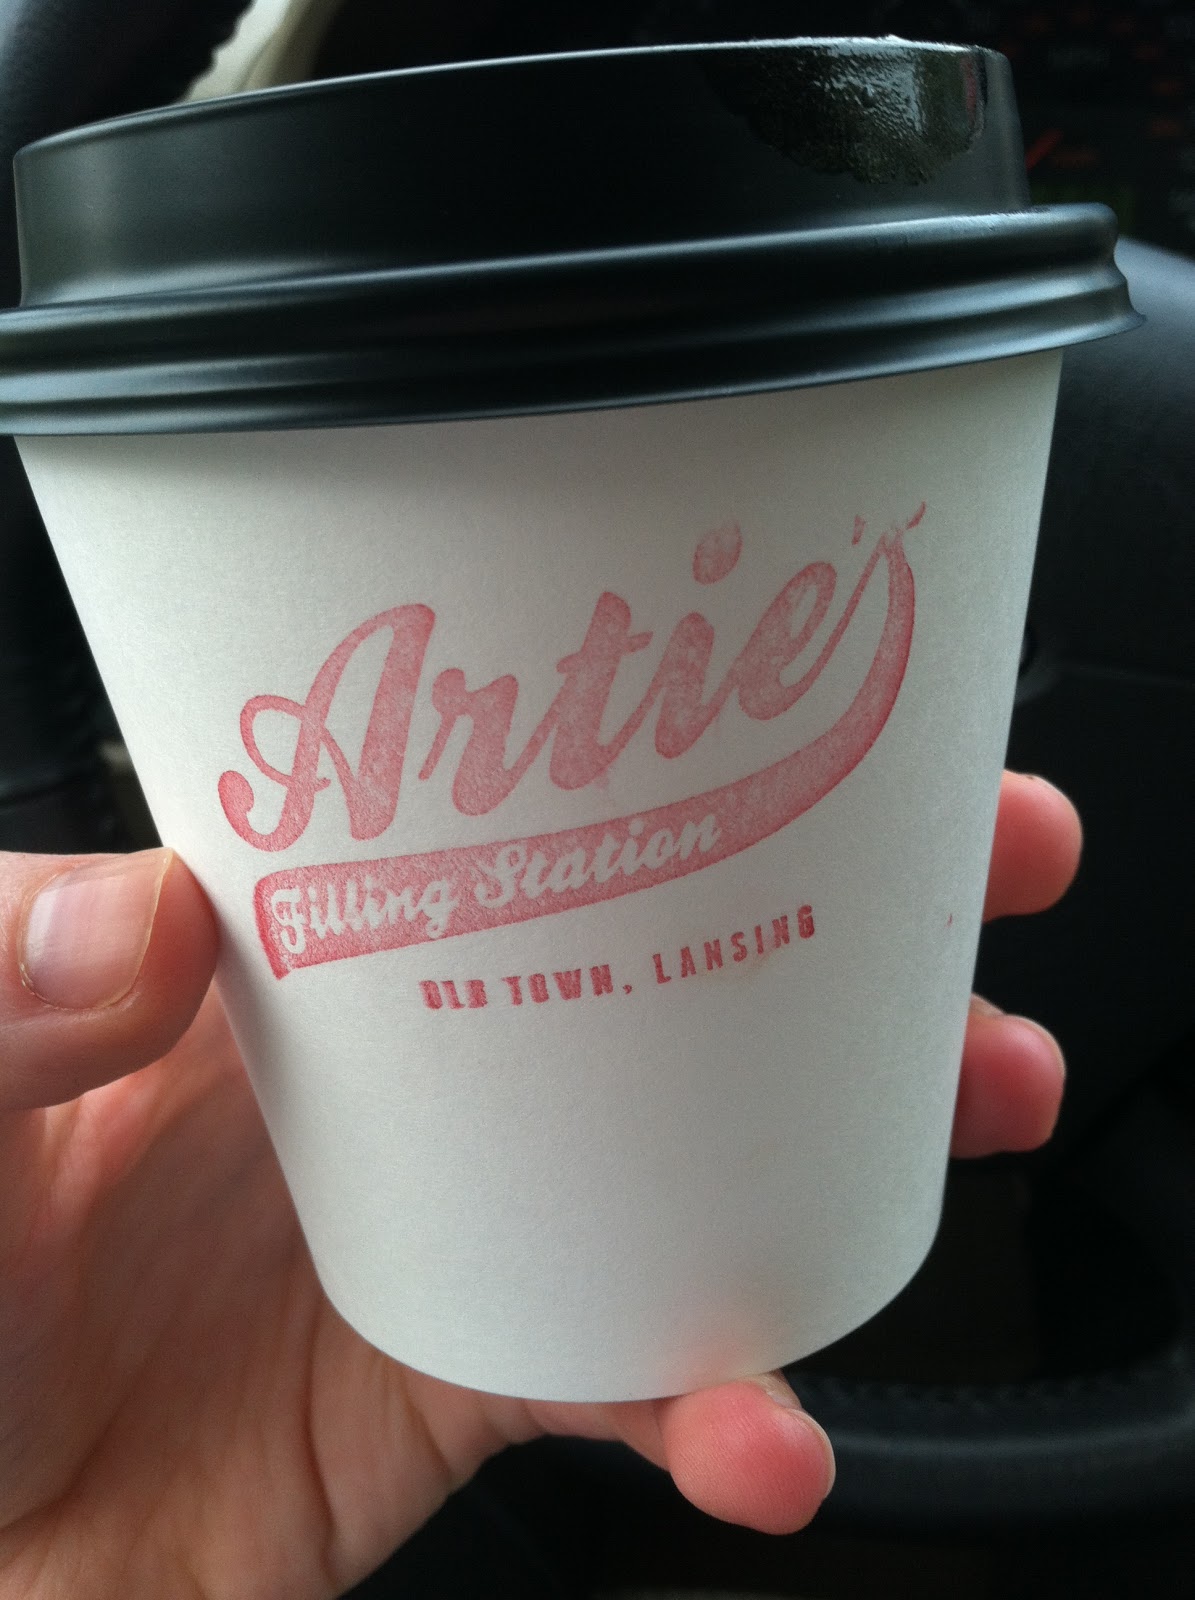 Artie's
Filling Station
OLD TOWN, LANSING